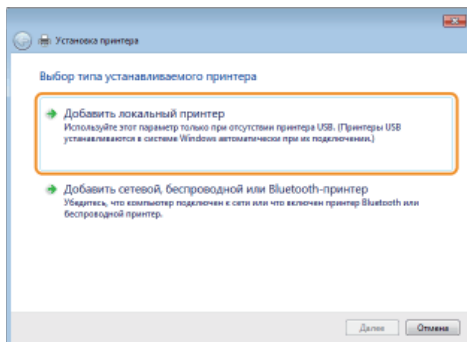 Установка принтера
Выбор типа устанавливаемого принтера
Добавить локальный принтер
Используйте этот параметр только при отсутствии принтера USB. (Принтеры USB
устанавливаются в системе Windows автоматически при их подключении.)
Добавить сетевой, беспроводной или Bluetooth-принтер
Убедитесь, что компьютер подключен к сети или что включен принтер Bluetooth или
беспроводной принтер.
Далее Отмена